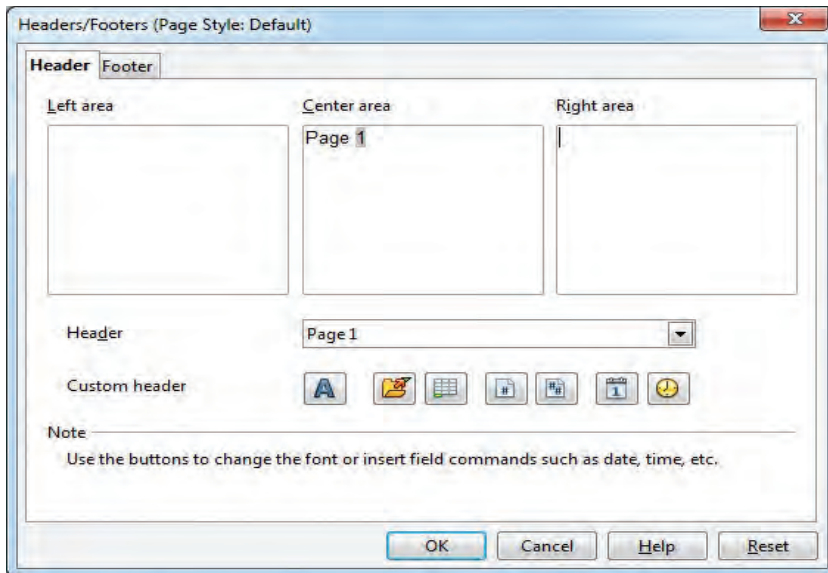 Headers/Footers (Page Style: Default)
Header Footer
Left area Center area Right area
Page 1
Header Page 1
Custom header A # ## 1
Note
Use the buttons to change the font or insert field commands such as date, time, etc.
OK Cancel Help Reset